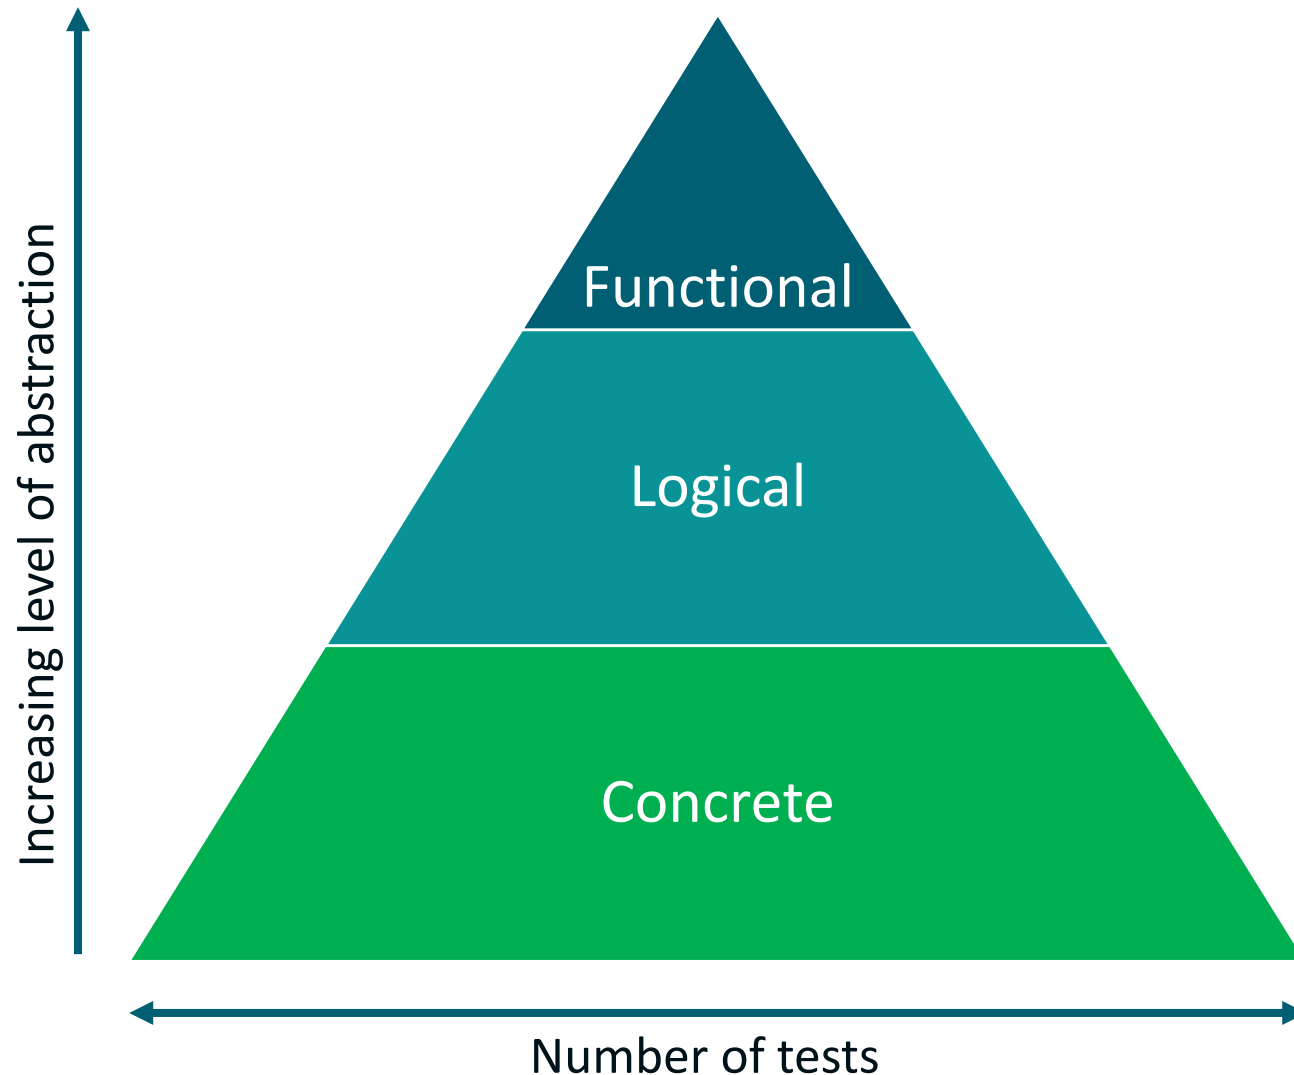 Increasing level of abstraction
Functional
Logical
Concrete
Number of tests